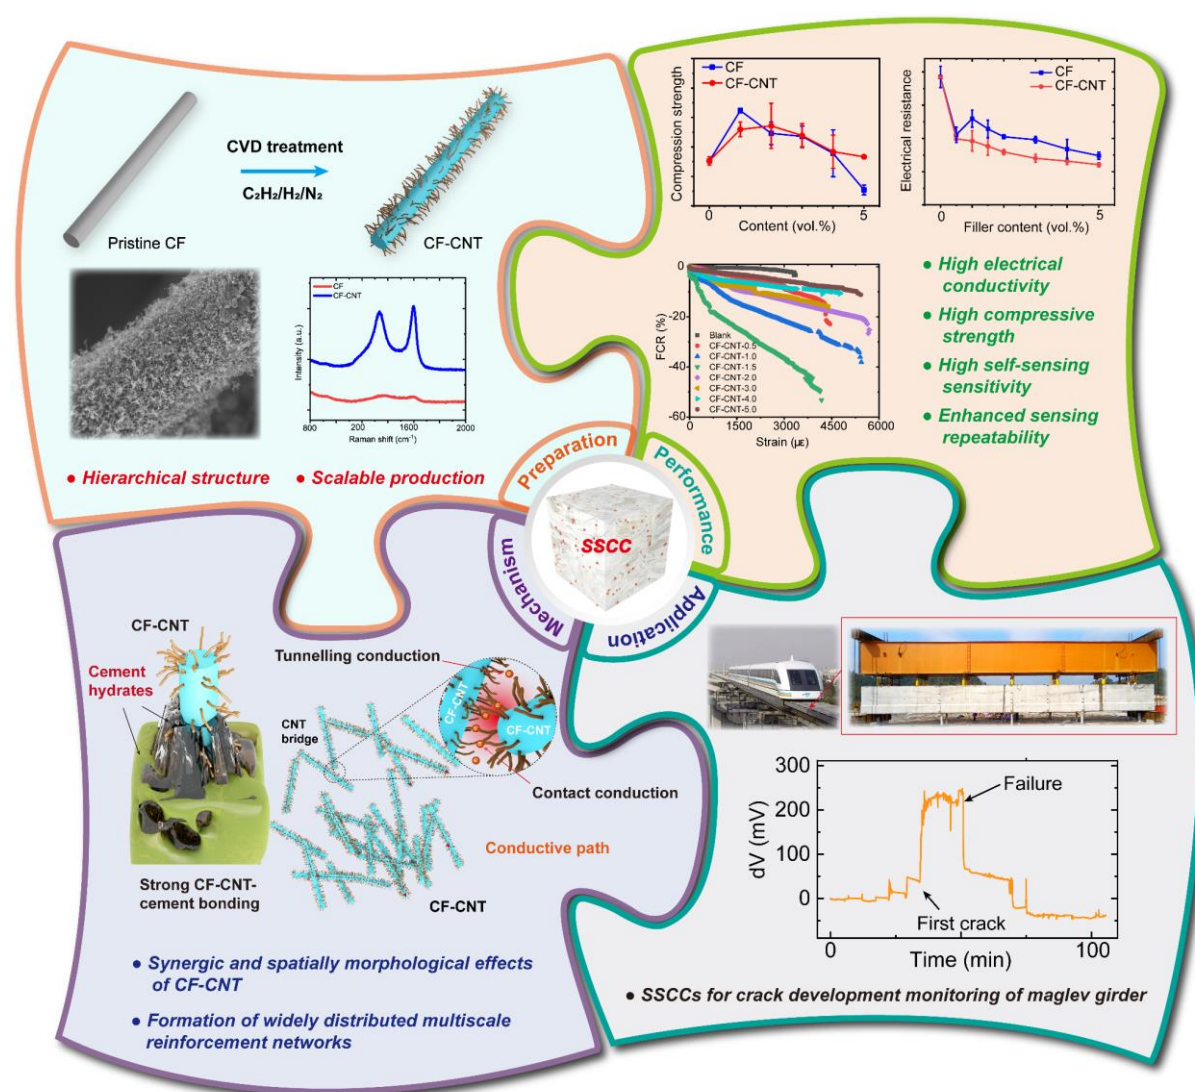 CVD treatment
C₂H₂/H₂/N₂
Pristine CF
CF-CNT
CF
CF-CNT
Intensity (a.u.)
800
1200
1600
2000
Raman shift (cm⁻¹)
● Hierarchical structure
● Scalable production
Compression strength
CF
CF-CNT
0
1
2
3
4
5
Content (vol.%)
Electrical resistance
CF
CF-CNT
0
1
2
3
4
5
Filler content (vol.%)
FCR (%)
0
-20
-40
-60
Blank
CF-CNT-0.5
CF-CNT-1.0
CF-CNT-1.5
CF-CNT-2.0
CF-CNT-3.0
CF-CNT-4.0
CF-CNT-5.0
0
1500
3000
4500
6000
Strain (με)
● High electrical
conductivity
● High compressive
strength
● High self-sensing
sensitivity
● Enhanced sensing
repeatability
Preparation
Performance
SSCC
Mechanism
Application
CF-CNT
Cement
hydrates
Strong CF-CNT-
cement bonding
Tunnelling conduction
CNT
bridge
CF-CNT
CF-CNT
Contact conduction
Conductive path
CF-CNT
● Synergic and spatially morphological effects
of CF-CNT
● Formation of widely distributed multiscale
reinforcement networks
dV (mV)
300
200
100
0
Failure
First crack
0
50
100
Time (min)
● SSCCs for crack development monitoring of maglev girder